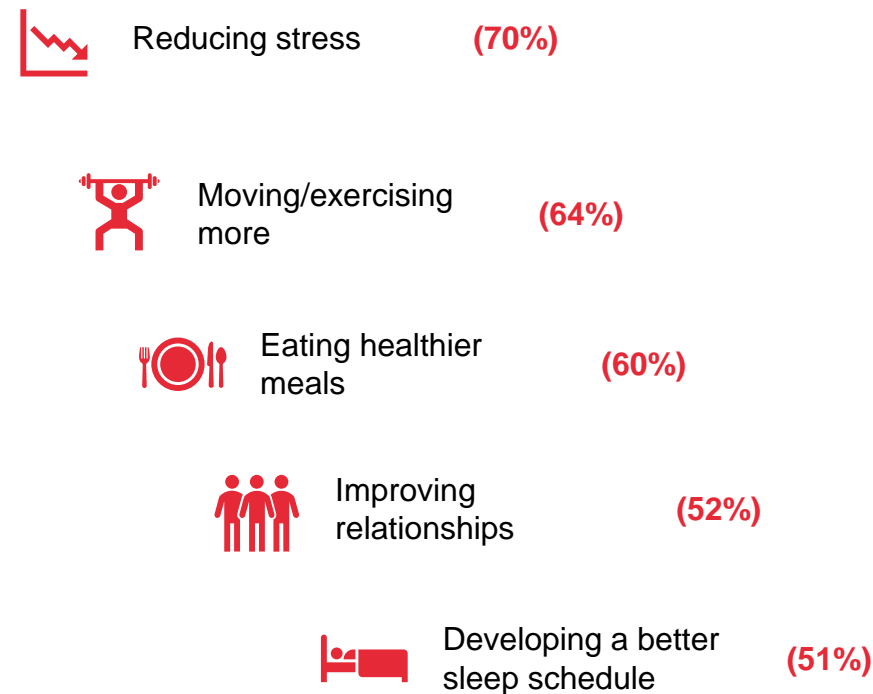 Reducing stress (70%)
Moving/exercising
more
(64%)
Eating healthier
meals
(60%)
Improving
relationships
(52%)
Developing a better
sleep schedule
(51%)